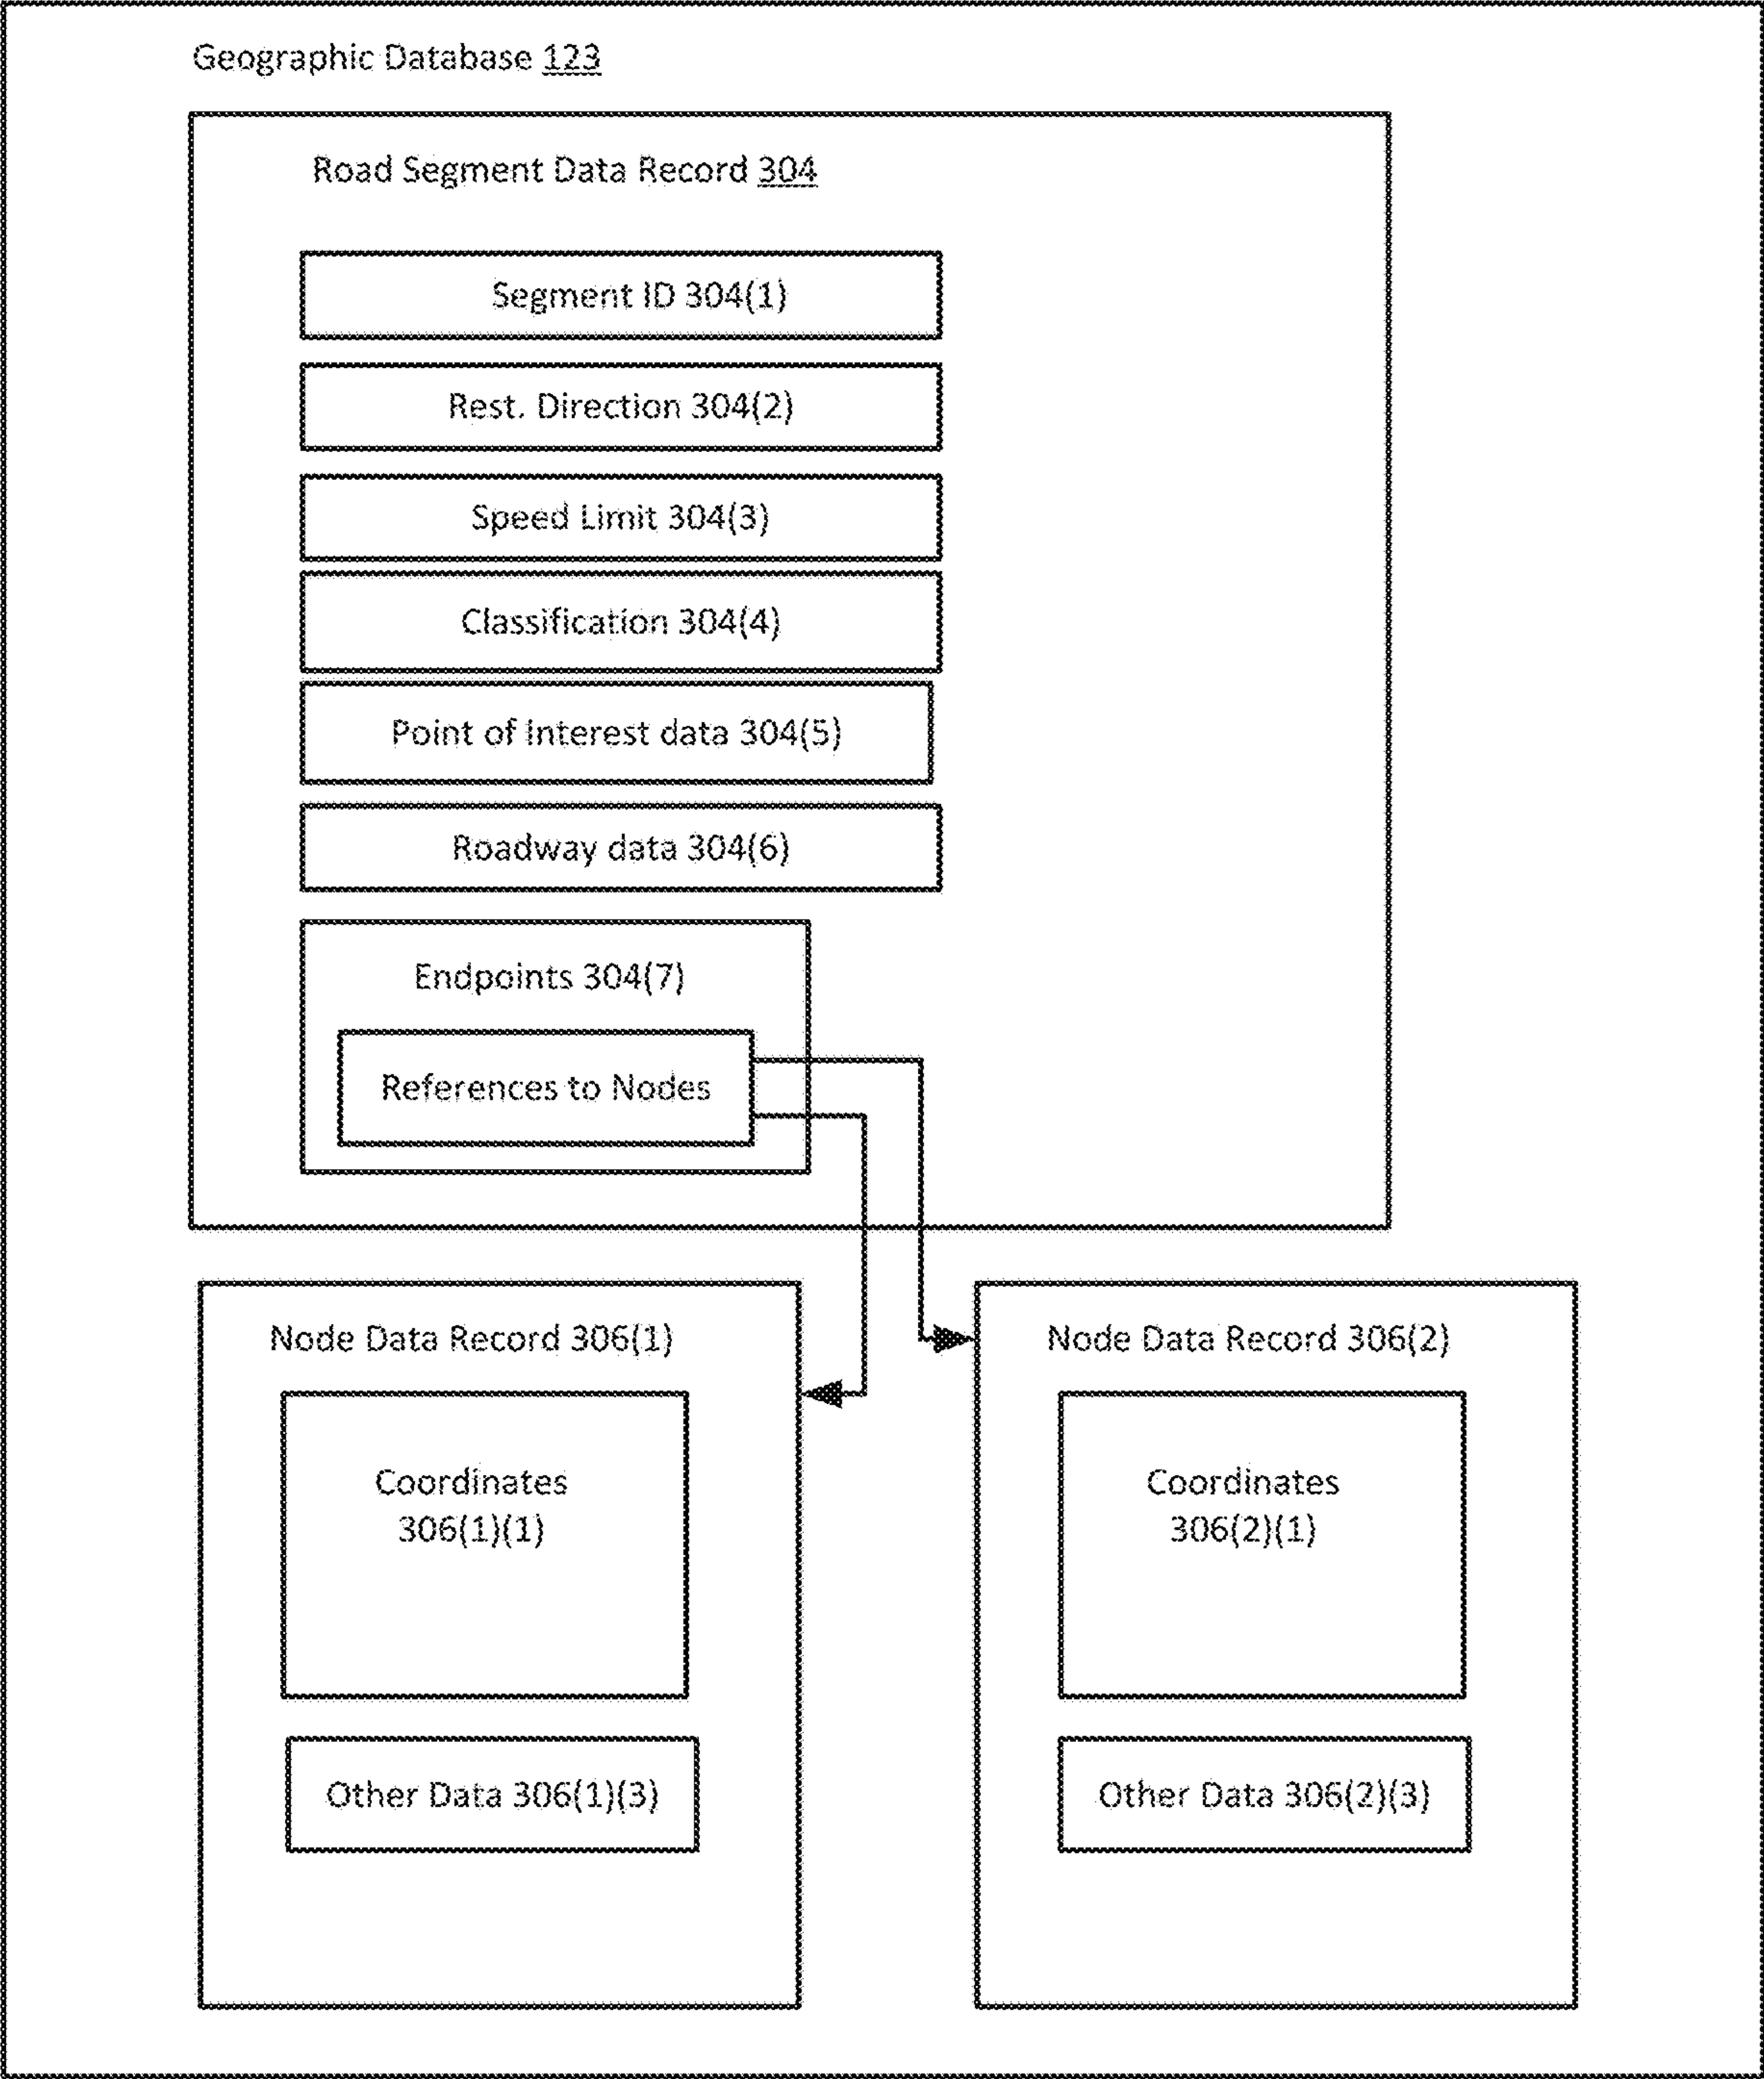 Geographic Database 123
Road Segment Data Record 304
Segment ID 304(1)
Rest. Direction 304(2)
Speed Limit 304(3)
Classification 304(4)
Point of Interest data 304(5)
Roadway data 304(6)
Endpoints 304(7)
References to Nodes
Node Data Record 306(1)
Coordinates
306(1)(1)
Other Data 306(1)(3)
Node Data Record 306(2)
Coordinates
306(2)(1)
Other Data 306(2)(3)